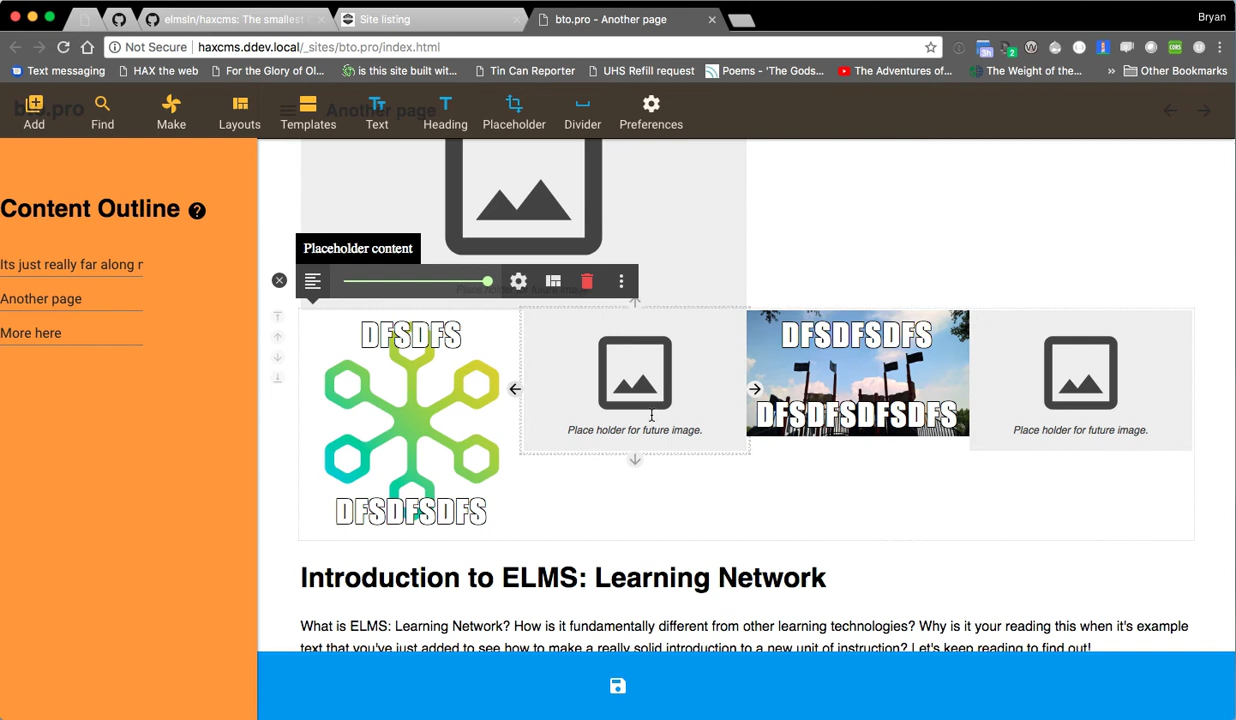 elmsln/haxcms: The smallest
Site listing
bto.pro - Another page
Bryan
Not Secure
haxcms.ddev.local/_sites/bto.pro/index.html
3h
2
CORS
Text messaging
HAX the web
For the Glory of Ol...
is this site built wit...
Tin Can Reporter
UHS Refill request
Poems - 'The Gods...
The Adventures of...
The Weight of the...
»
Other Bookmarks
bto.pro
Another page
Add
Find
Make
Layouts
Templates
Text
Heading
Placeholder
Divider
Preferences
Content Outline
Its just really far along r
Another page
More here
Placeholder content
DFSDFS
DFSDFSDFS
Place holder for future image.
DFSDFSDFS
DFSDFSDFSDFS
Place holder for future image.
Introduction to ELMS: Learning Network
What is ELMS: Learning Network? How is it fundamentally different from other learning technologies? Why is it your reading this when it's example
text that you've just added to see how to make a really solid introduction to a new unit of instruction? Let's keep reading to find out!